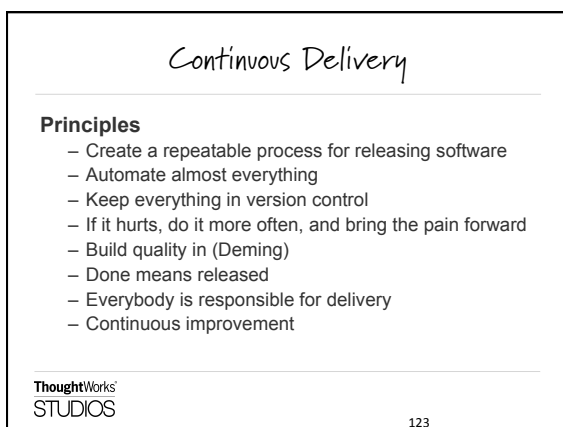 Continuous Delivery
Principles
– Create a repeatable process for releasing software
– Automate almost everything
– Keep everything in version control
– If it hurts, do it more often, and bring the pain forward
– Build quality in (Deming)
– Done means released
– Everybody is responsible for delivery
– Continuous improvement
ThoughtWorks'
STUDIOS
123